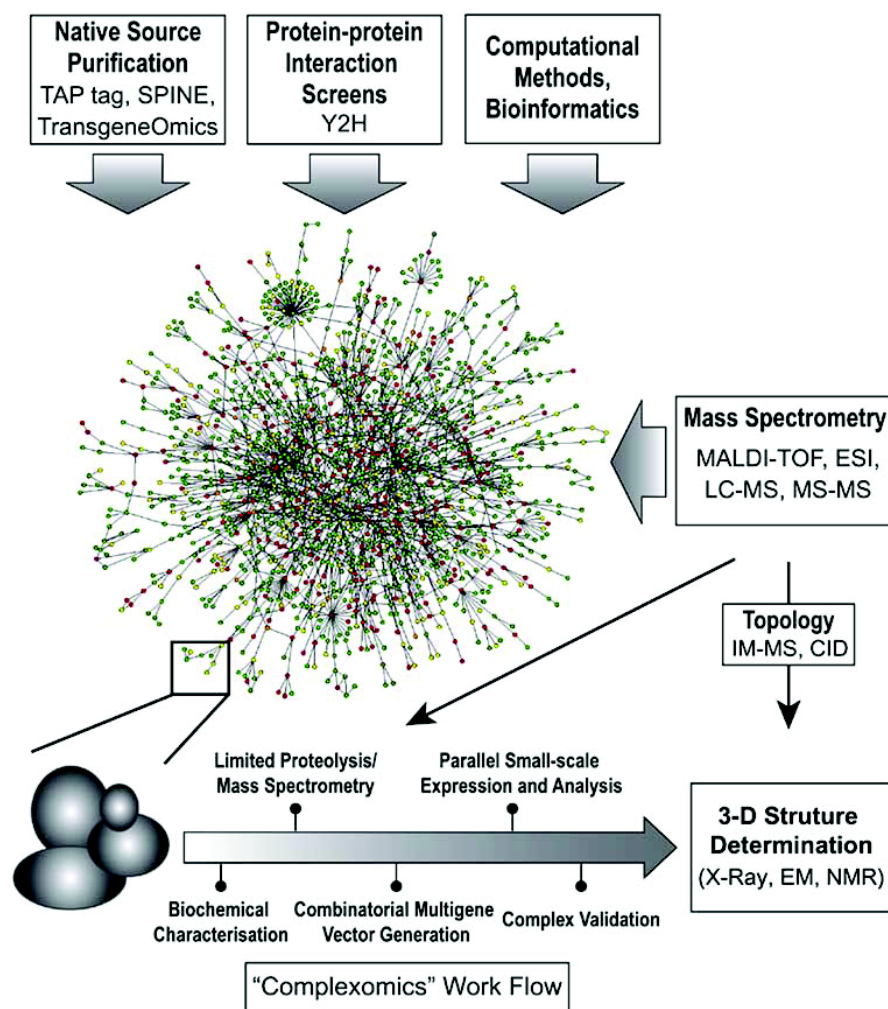 Native Source
Purification
TAP tag, SPINE,
TransgeneOmics
Protein-protein
Interaction
Screens
Y2H
Computational
Methods,
Bioinformatics
Mass Spectrometry
MALDI-TOF, ESI,
LC-MS, MS-MS
Topology
IM-MS, CID
Limited Proteolysis/
Mass Spectrometry
Parallel Small-scale
Expression and Analysis
3-D Struture
Determination
(X-Ray, EM, NMR)
Biochemical
Characterisation
Combinatorial Multigene
Vector Generation
Complex Validation
“Complexomics” Work Flow